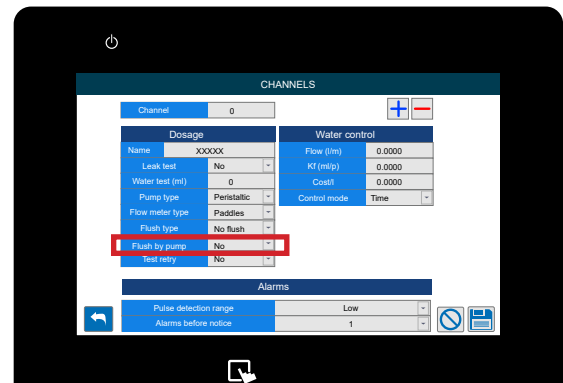 CHANNELS
Channel 0
Dosage
Name XXXXX
Leak test No
Water test (ml) 0
Pump type Peristaltic
Flow meter type Paddles
Flush type No flush
Flush by pump No
Test retry No
Water control
Flow (l/m) 0.0000
Kf (ml/p) 0.0000
Cost/l 0.0000
Control mode Time
Alarms
Pulse detection range Low
Alarms before notice 1